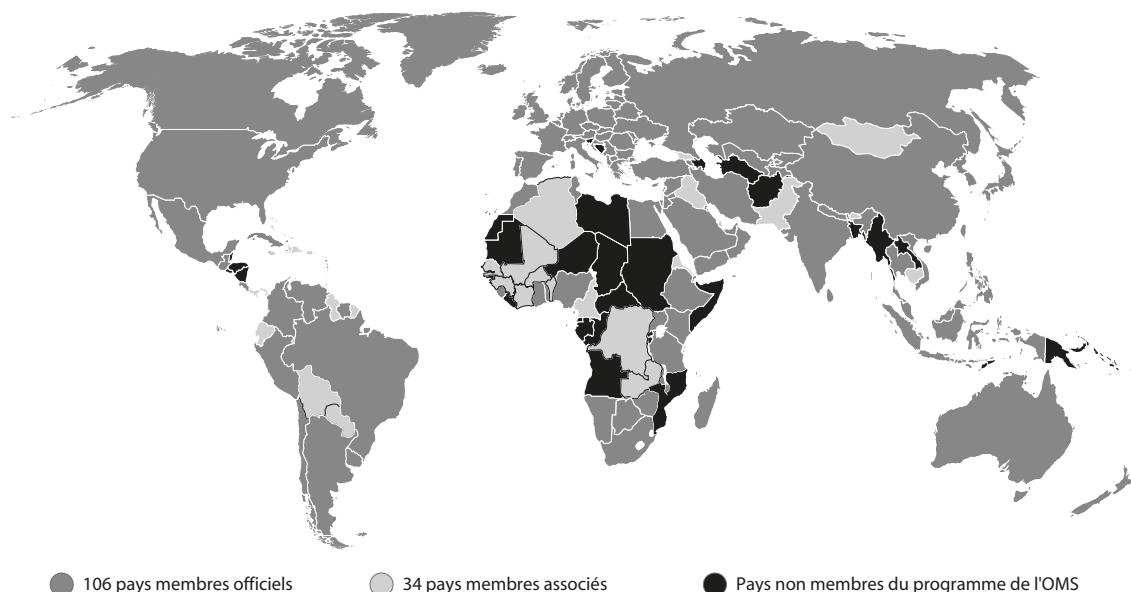 106 pays membres officiels
34 pays membres associés
Pays non membres du programme de l'OMS